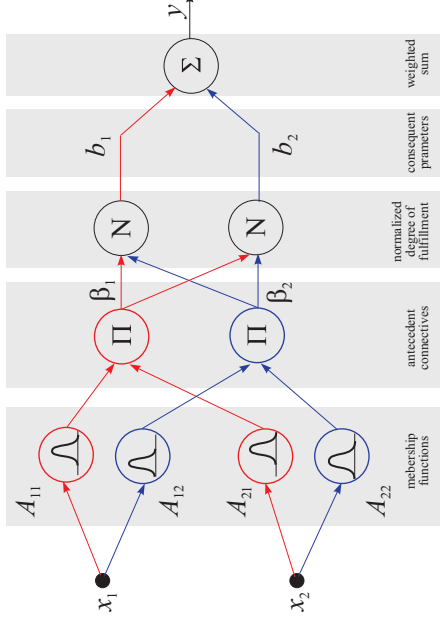 x₁
x₂
A₁₁
A₁₂
A₂₁
A₂₂
Π
Π
β₁
β₂
N
N
b₁
b₂
Σ
y
mebership
functions
antecedent
connectives
normalized
degree of
fulfillment
consequent
prameters
weighted
sum